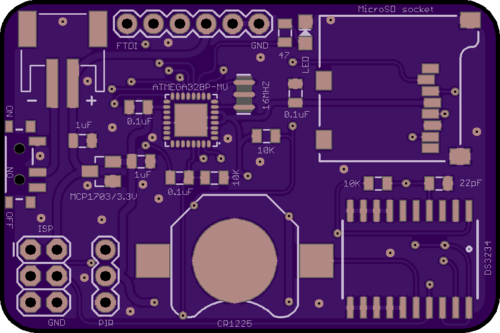 MicroSD socket
FTDI
GND
47
LED
ATMEGA328P-MU
16MHZ
- +
ON
0.1uF
0.1uF
1uF
10K
NO
1uF
MCP1703/3.3V
0.1uF
10K
10K
22pF
OFF
ISP
DS3234
GND
PIR
CR1225